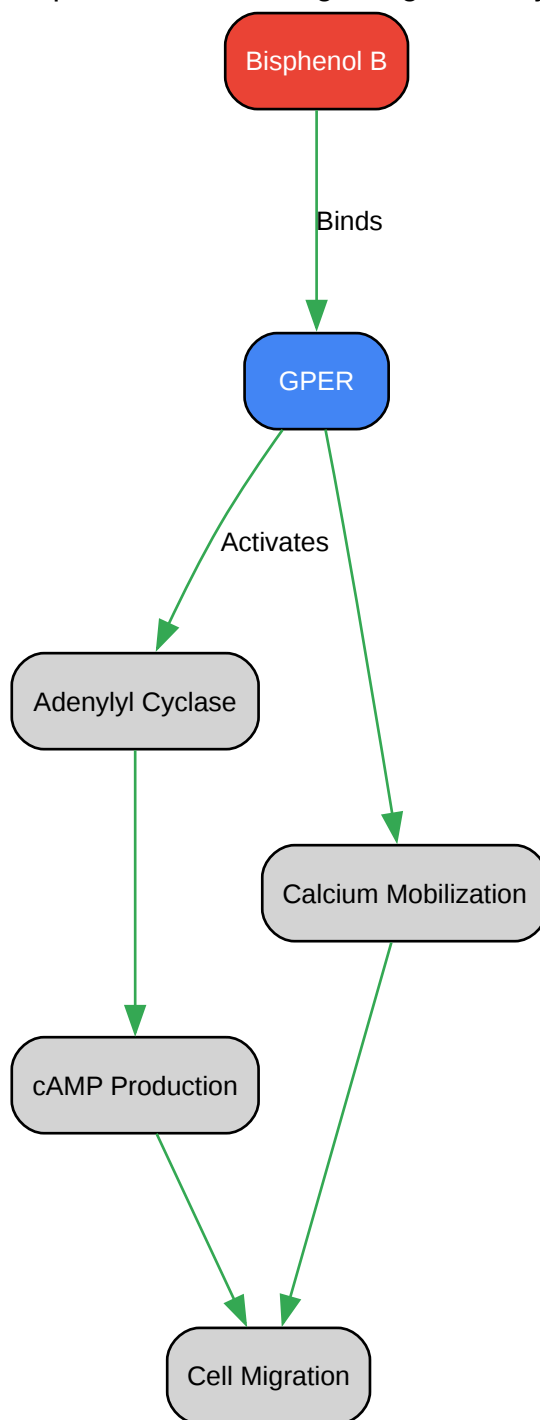 Bisphenol B
Binds
GPER
Activates
Adenylyl Cyclase
Calcium Mobilization
cAMP Production
Cell Migration